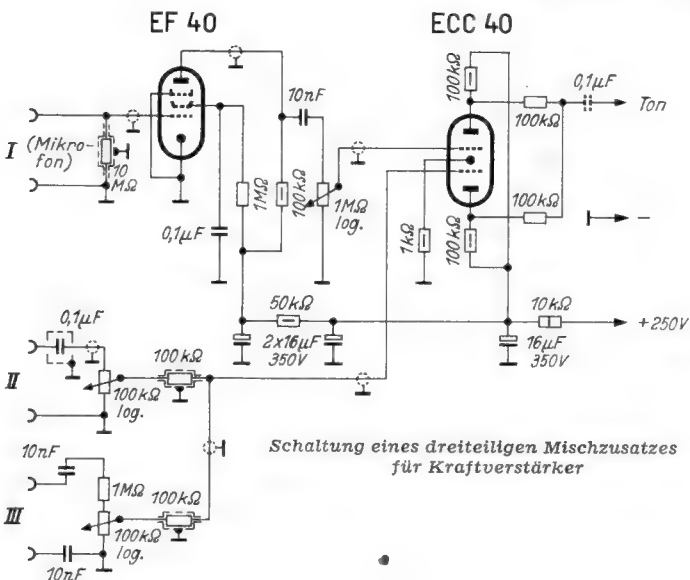 EF 40
ECC 40
100kΩ
0,1µF
Ton
10nF
100kΩ
I (Mikro-
fon)
10
MΩ
1MΩ
100kΩ
1MΩ
log.
0,1µF
1kΩ
100kΩ
100kΩ
–
50kΩ
10kΩ
+250V
2x16µF
350V
16µF
350V
0,1µF
100kΩ
II
100kΩ
log.
10nF
1MΩ
100kΩ
III
100kΩ
log.
10nF
Schaltung eines dreiteiligen Mischzusatzes
für Kraftverstärker